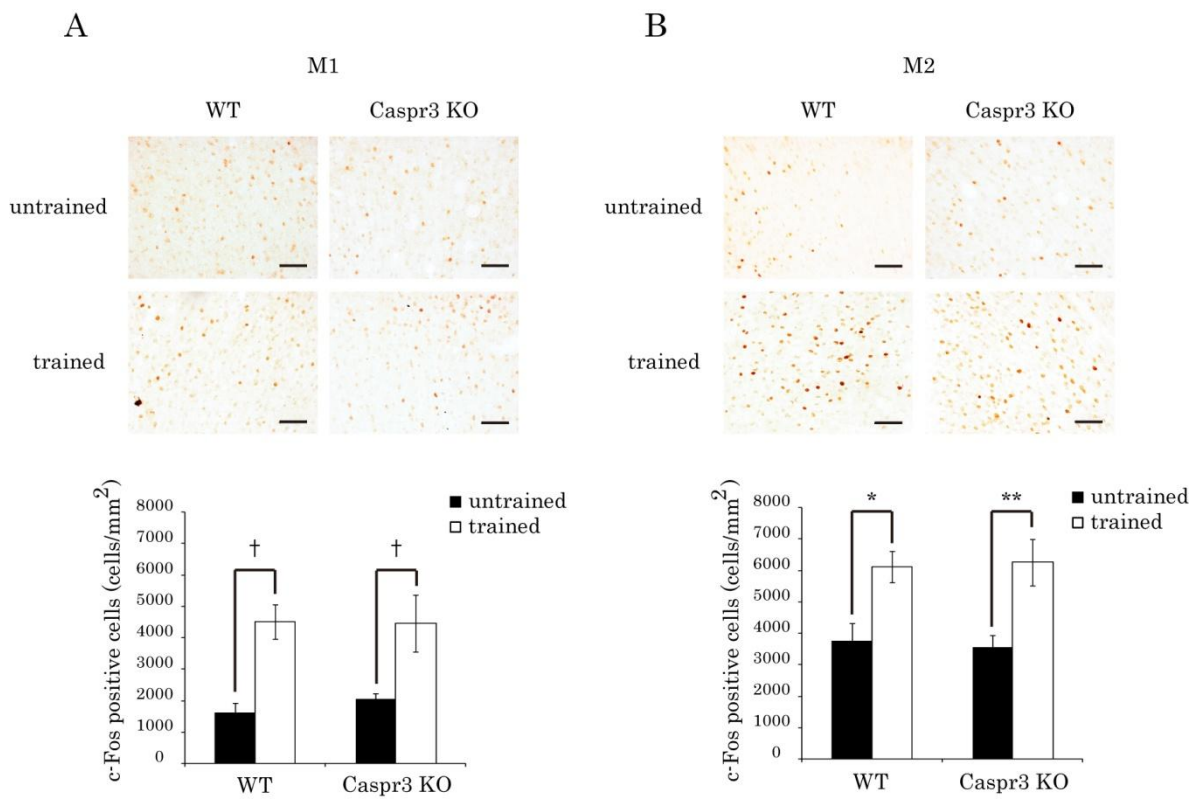 A
M1
WT Caspr3 KO
untrained
trained
c-Fos positive cells (cells/mm²)
8000
7000
6000
5000
4000
3000
2000
1000
0
■ untrained
□ trained
† †
WT Caspr3 KO
B
M2
WT Caspr3 KO
untrained
trained
c-Fos positive cells (cells/mm²)
8000
7000
6000
5000
4000
3000
2000
1000
0
■ untrained
□ trained
* **
WT Caspr3 KO